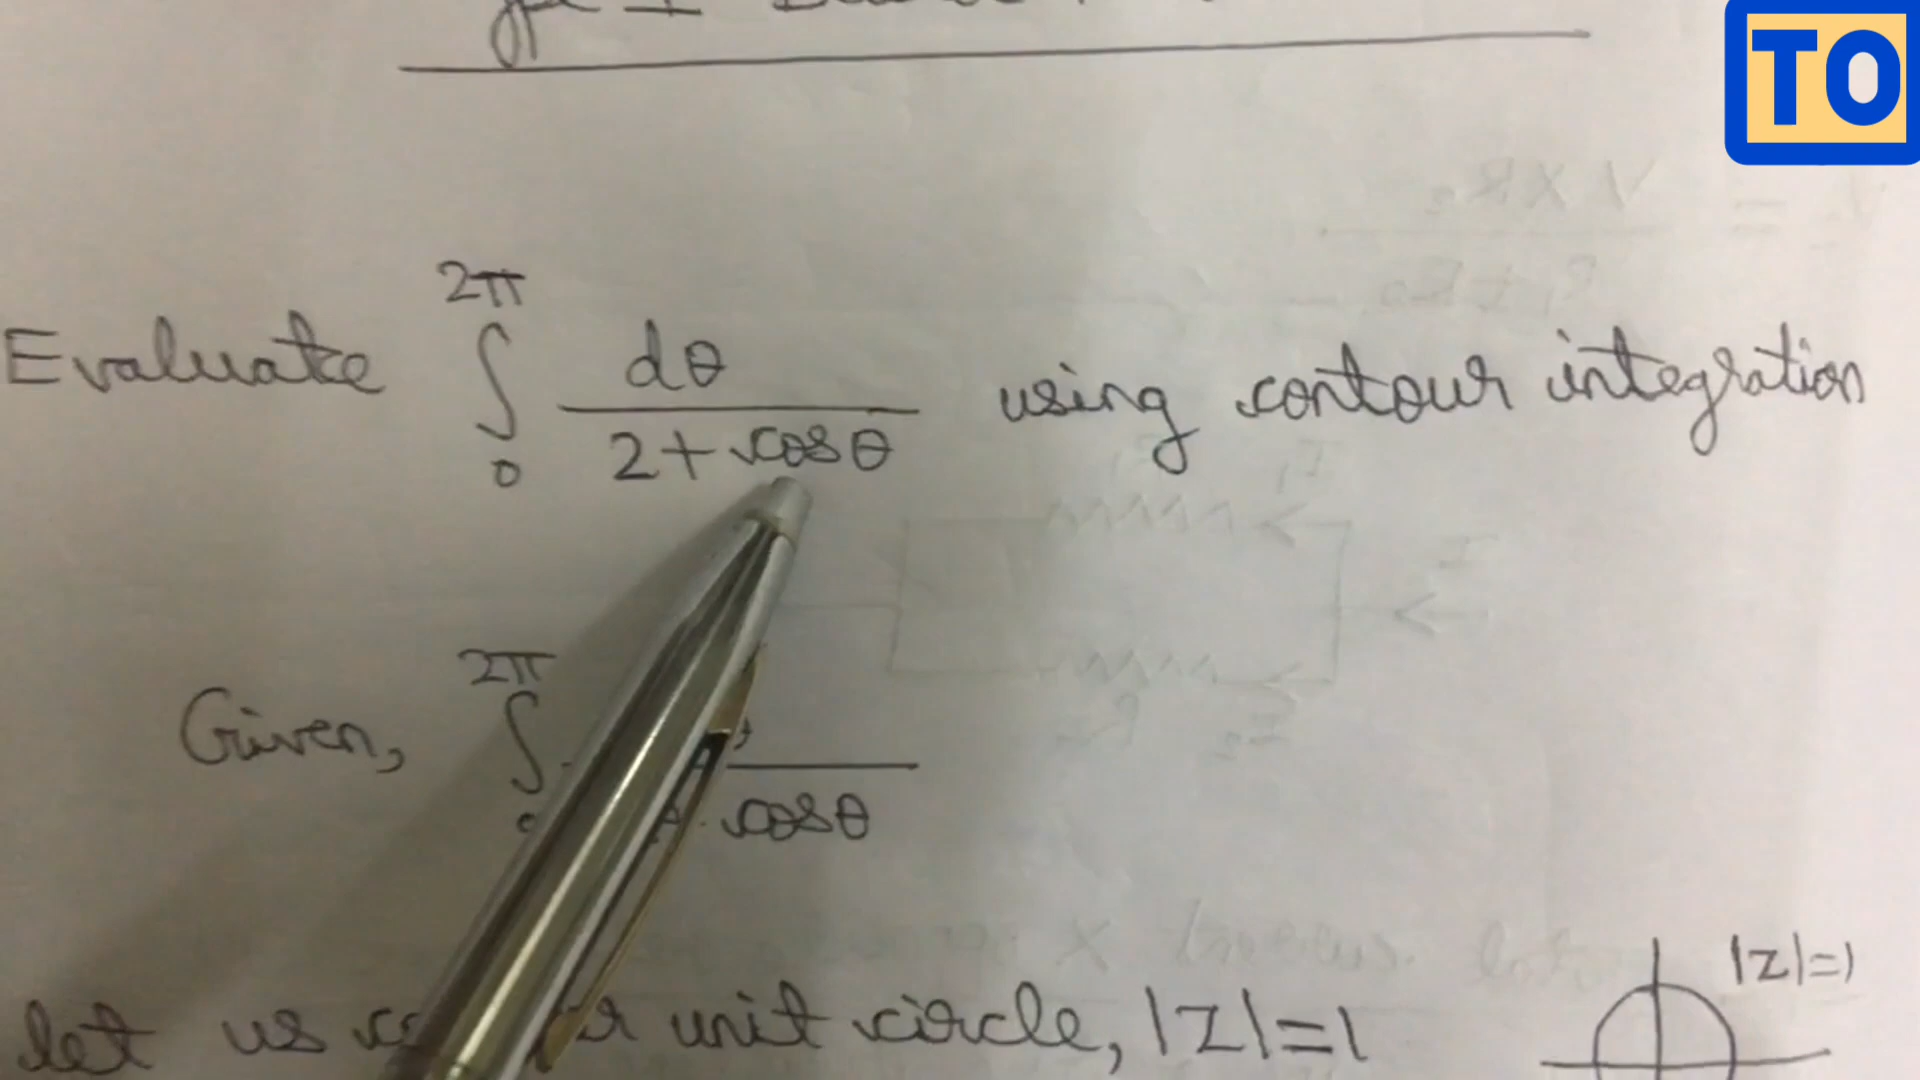 TO
Evaluate ∫₀^2π dθ / 2 + cosθ using contour integration
Given, ∫ cosθ
2π
let us unit circle, |z|=1
|z|=1